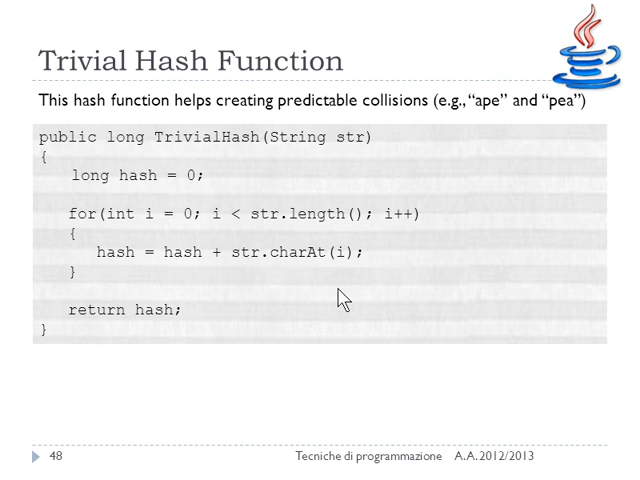 Trivial Hash Function
This hash function helps creating predictable collisions (e.g., “ape” and “pea”)
public long TrivialHash(String str)
{
long hash = 0;
for(int i = 0; i < str.length(); i++)
{
hash = hash + str.charAt(i);
}
return hash;
}
48
Tecniche di programmazione A.A. 2012/2013